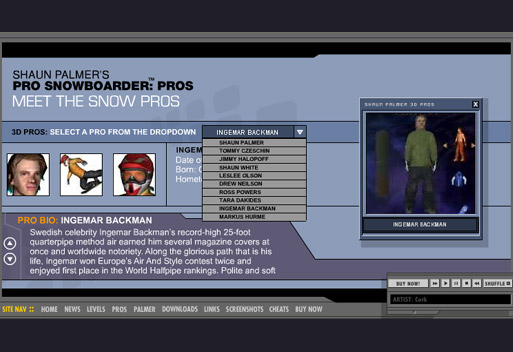 SHAUN PALMER'S
PRO SNOWBOARDER: PROS
TM
MEET THE SNOW PROS
3D PROS: SELECT A PRO FROM THE DROPDOWN
INGEMAR BACKMAN
SHAUN PALMER
TOMMY CZESCHIN
JIMMY HALOPOFF
SHAUN WHITE
LESLEE OLSON
DREW NEILSON
ROSS POWERS
TARA DAKIDES
INGEMAR BACKMAN
MARKUS HURME
INGEM
Date o
Born:
Homet
SHAUN PALMER 3D PROS
X
INGEMAR BACKMAN
PRO BIO: INGEMAR BACKMAN
Swedish celebrity Ingemar Backman's record-high 25-foot
quarterpipe method air earned him several magazine covers at
once and worldwide notoriety. Along the glorious path that is his
life, Ingemar won Europe's Air And Style contest twice and
enjoyed first place in the World Halfpipe rankings. Polite and soft
BUY NOW!
SHUFFLE
ARTIST: Cork
SITE NAV :: HOME NEWS LEVELS PROS PALMER DOWNLOADS LINKS SCREENSHOTS CHEATS BUY NOW